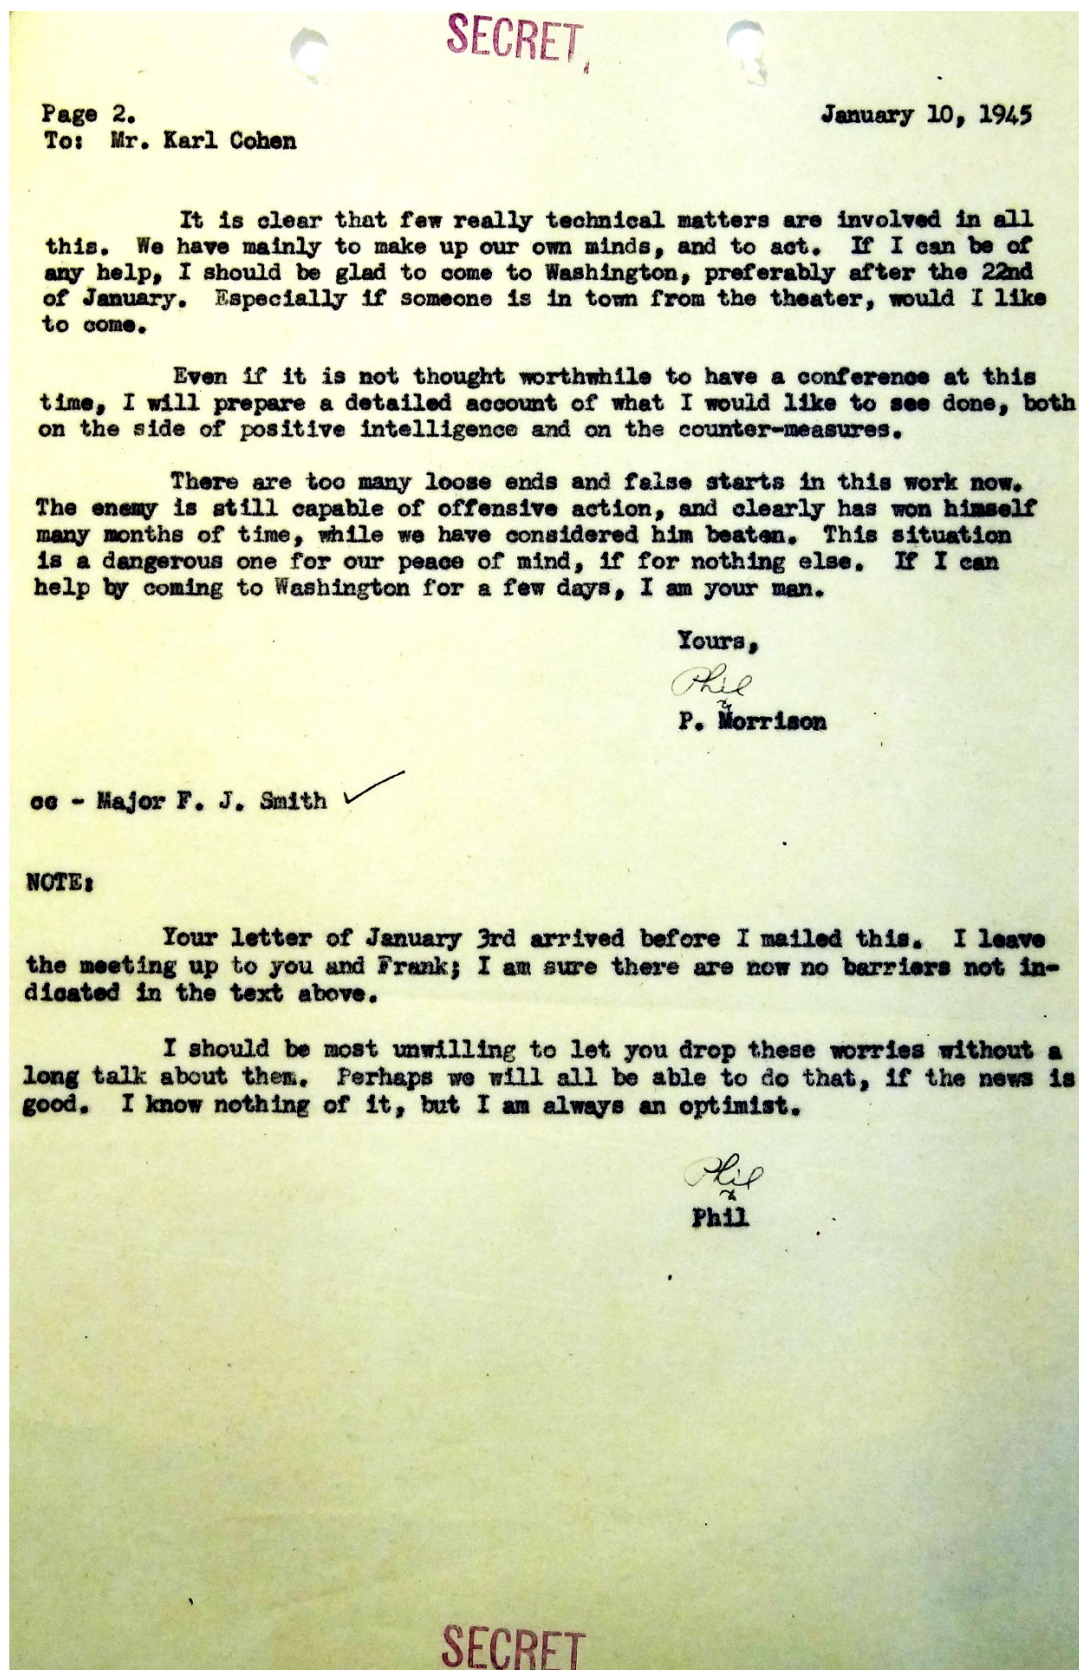 SECRET
Page 2. January 10, 1945
To: Mr. Karl Cohen
It is clear that few really technical matters are involved in all
this. We have mainly to make up our own minds, and to act. If I can be of
any help, I should be glad to come to Washington, preferably after the 22nd
of January. Especially if someone is in town from the theater, would I like
to come.
Even if it is not thought worthwhile to have a conference at this
time, I will prepare a detailed account of what I would like to see done, both
on the side of positive intelligence and on the counter-measures.
There are too many loose ends and false starts in this work now.
The enemy is still capable of offensive action, and clearly has won himself
many months of time, while we have considered him beaten. This situation
is a dangerous one for our peace of mind, if for nothing else. If I can
help by coming to Washington for a few days, I am your man.
Yours,
Phil
P. Morrison
cc - Major F. J. Smith
NOTE:
Your letter of January 3rd arrived before I mailed this. I leave
the meeting up to you and Frank; I am sure there are now no barriers not in-
dicated in the text above.
I should be most unwilling to let you drop these worries without a
long talk about them. Perhaps we will all be able to do that, if the news is
good. I know nothing of it, but I am always an optimist.
Phil
Phil
SECRET